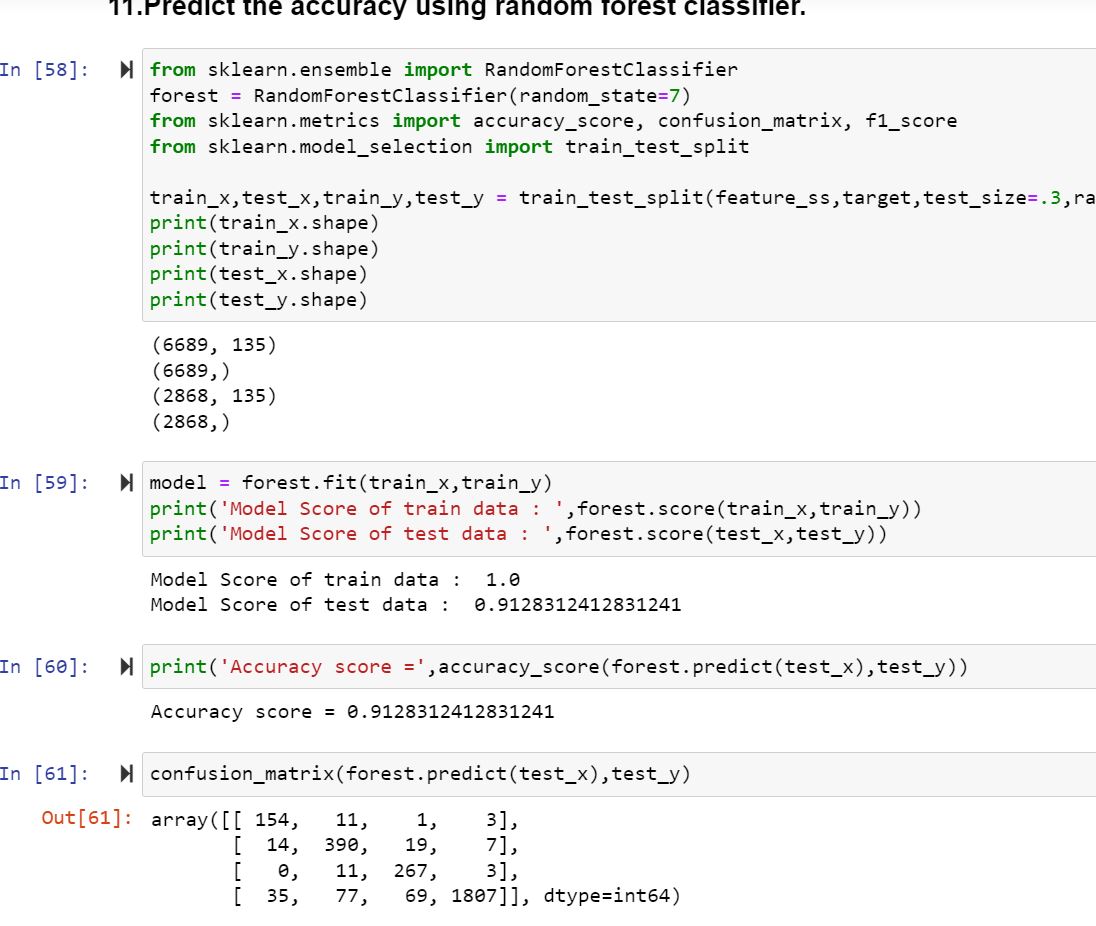 11.Predict the accuracy using random forest classifier.
In [58]:
from sklearn.ensemble import RandomForestClassifier
forest = RandomForestClassifier(random_state=7)
from sklearn.metrics import accuracy_score, confusion_matrix, f1_score
from sklearn.model_selection import train_test_split
train_x,test_x,train_y,test_y = train_test_split(feature_ss,target,test_size=.3,ra
print(train_x.shape)
print(train_y.shape)
print(test_x.shape)
print(test_y.shape)
(6689, 135)
(6689,)
(2868, 135)
(2868,)
In [59]:
model = forest.fit(train_x,train_y)
print('Model Score of train data : ',forest.score(train_x,train_y))
print('Model Score of test data : ',forest.score(test_x,test_y))
Model Score of train data :  1.0
Model Score of test data :  0.9128312412831241
In [60]:
print('Accuracy score =',accuracy_score(forest.predict(test_x),test_y))
Accuracy score = 0.9128312412831241
In [61]:
confusion_matrix(forest.predict(test_x),test_y)
Out[61]:
array([[ 154,   11,    1,    3],
[  14,  390,   19,    7],
[   0,   11,  267,    3],
[  35,   77,   69, 1807]], dtype=int64)